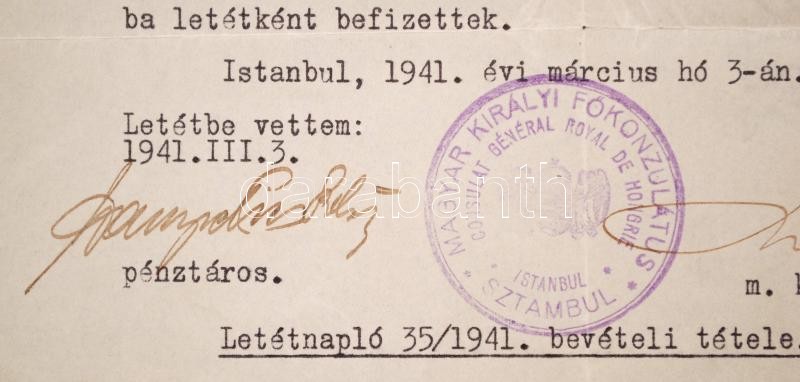 ba letétként befizettek.
Istanbul, 1941. évi március hó 3-án.
Letétbe vettem:
1941.III.3.
MAGYAR KIRÁLYI FŐKONZULÁTUS
CONSULAT GÉNÉRAL ROYAL DE HONGRIE
* ISTANBUL *
* SZTAMBUL *
darabanth
pénztáros.
m. k
Letétnapló 35/1941. bevételi tétele.